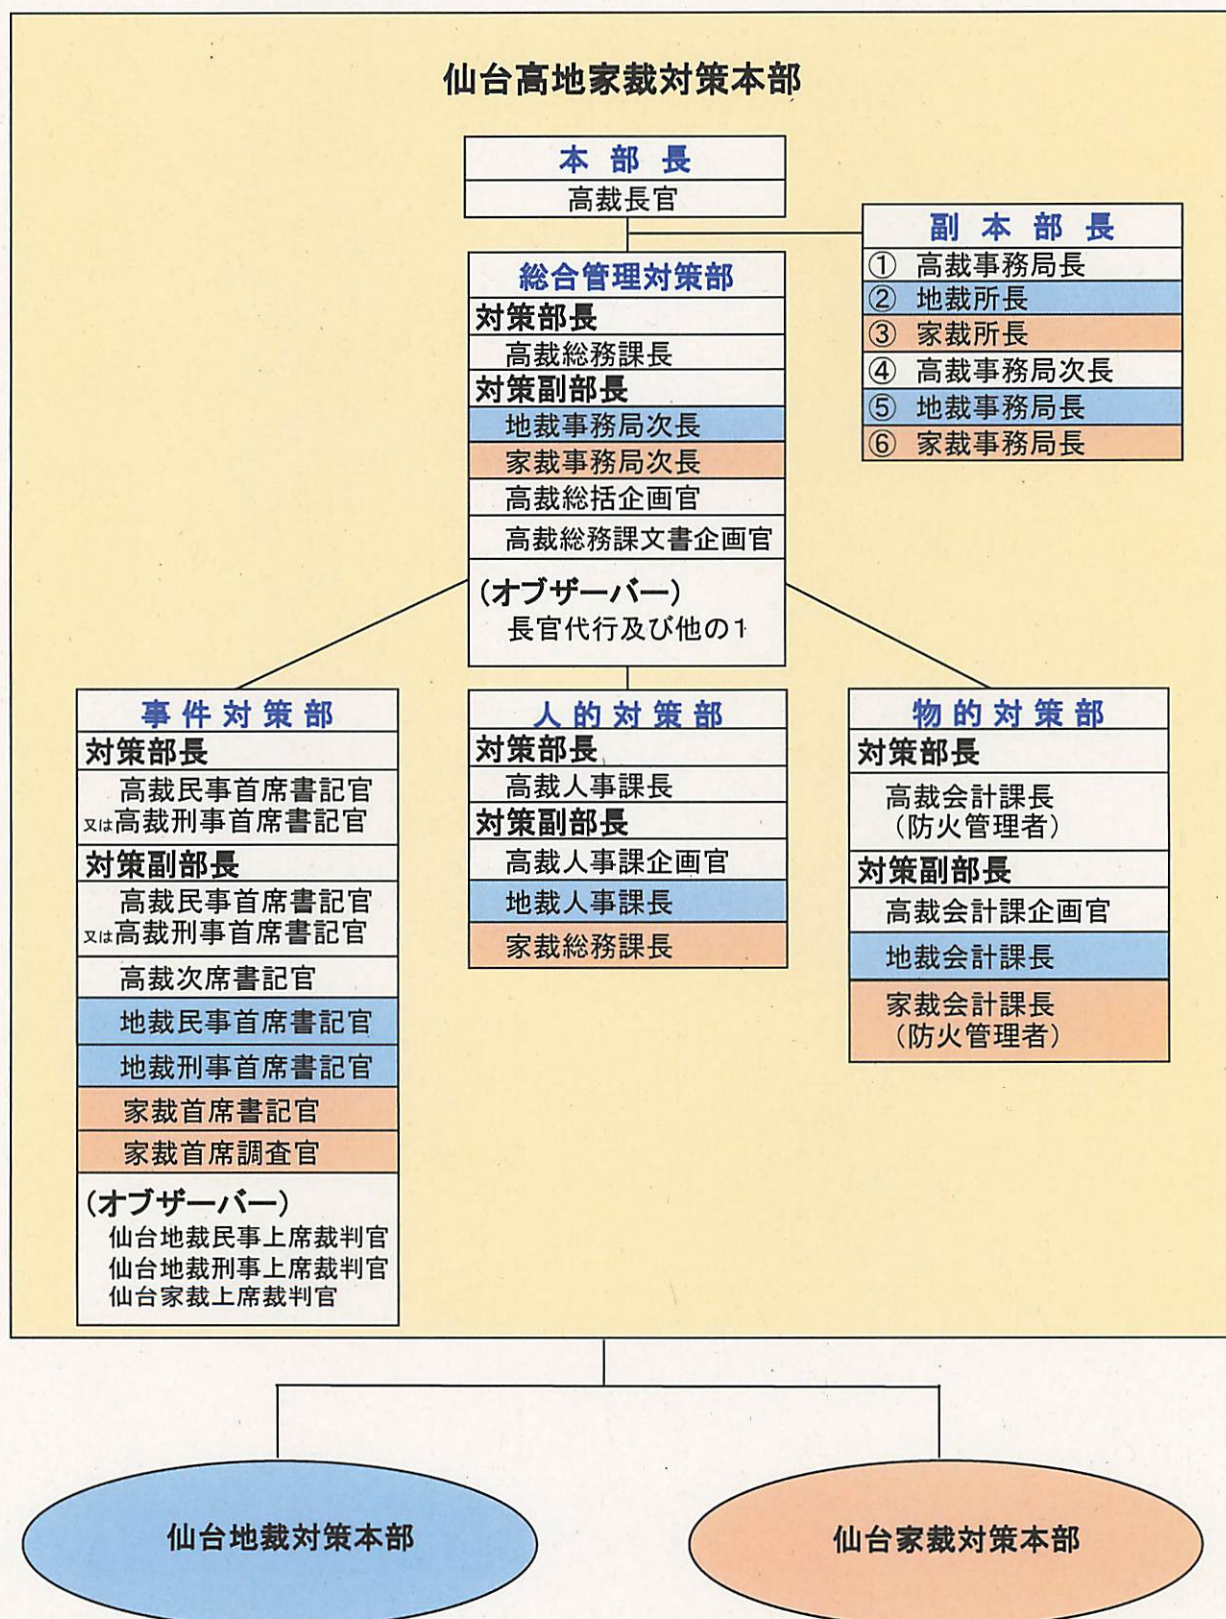 仙台高地家裁対策本部
本部長
高裁長官
副本部長
① 高裁事務局長
② 地裁所長
③ 家裁所長
④ 高裁事務局次長
⑤ 地裁事務局長
⑥ 家裁事務局長
総合管理対策部
対策部長
高裁総務課長
対策副部長
地裁事務局次長
家裁事務局次長
高裁総括企画官
高裁総務課文書企画官
(オブザーバー)
長官代行及び他の1
事件対策部
対策部長
高裁民事首席書記官
又は高裁刑事首席書記官
対策副部長
高裁民事首席書記官
又は高裁刑事首席書記官
高裁次席書記官
地裁民事首席書記官
地裁刑事首席書記官
家裁首席書記官
家裁首席調査官
(オブザーバー)
仙台地裁民事上席裁判官
仙台地裁刑事上席裁判官
仙台家裁上席裁判官
人的対策部
対策部長
高裁人事課長
対策副部長
高裁人事課企画官
地裁人事課長
家裁総務課長
物的対策部
対策部長
高裁会計課長
(防火管理者)
対策副部長
高裁会計課企画官
地裁会計課長
家裁会計課長
(防火管理者)
仙台地裁対策本部
仙台家裁対策本部